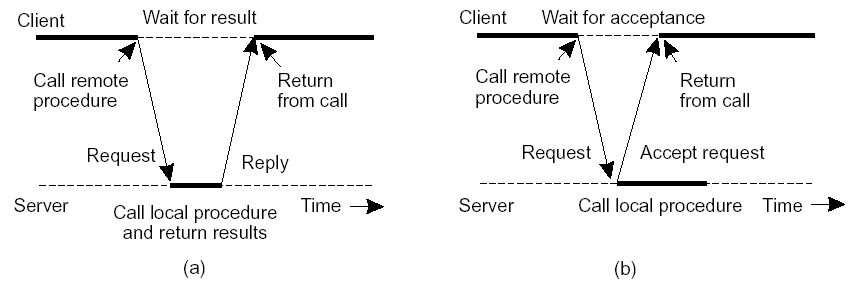 Client
Wait for result
Call remote
procedure
Return
from call
Request
Reply
Server
Call local procedure
and return results
Time
(a)
Client
Wait for acceptance
Call remote
procedure
Return
from call
Request
Accept request
Server
Call local procedure
Time
(b)